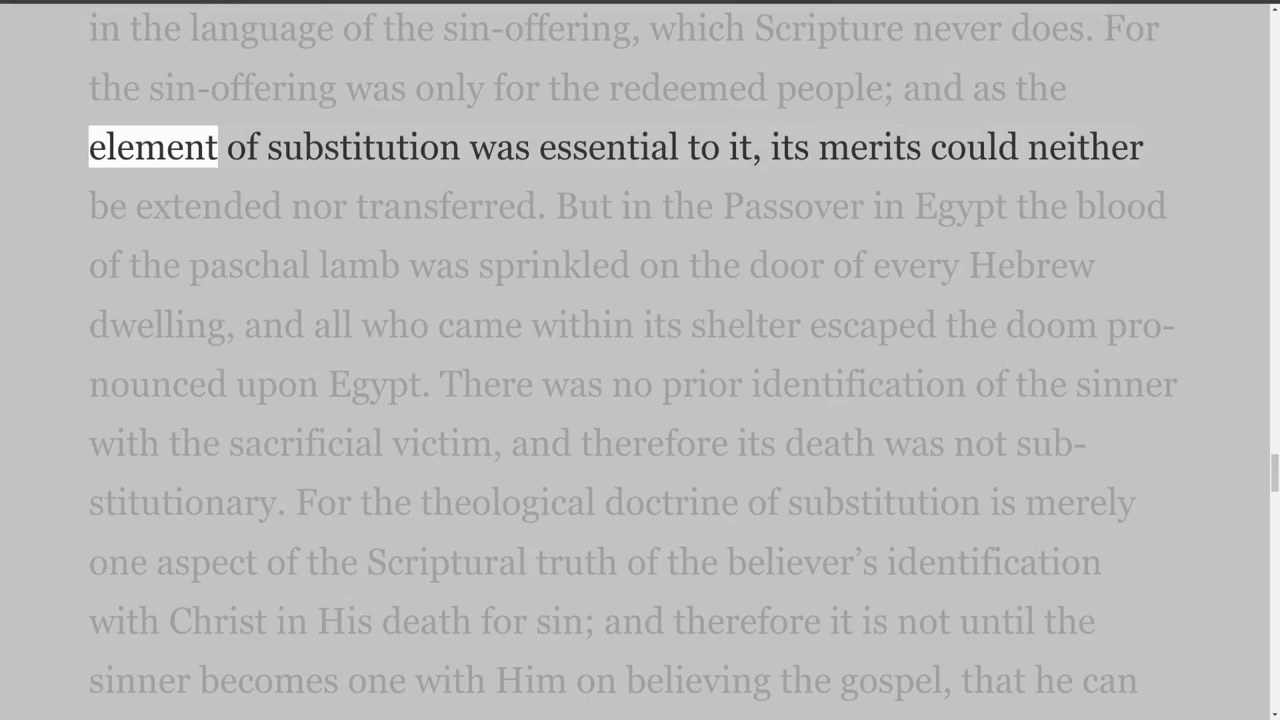 in the language of the sin-offering, which Scripture never does. For
the sin-offering was only for the redeemed people; and as the
element of substitution was essential to it, its merits could neither
be extended nor transferred. But in the Passover in Egypt the blood
of the paschal lamb was sprinkled on the door of every Hebrew
dwelling, and all who came within its shelter escaped the doom pro-
nounced upon Egypt. There was no prior identification of the sinner
with the sacrificial victim, and therefore its death was not sub-
stitutionary. For the theological doctrine of substitution is merely
one aspect of the Scriptural truth of the believer’s identification
with Christ in His death for sin; and therefore it is not until the
sinner becomes one with Him on believing the gospel, that he can